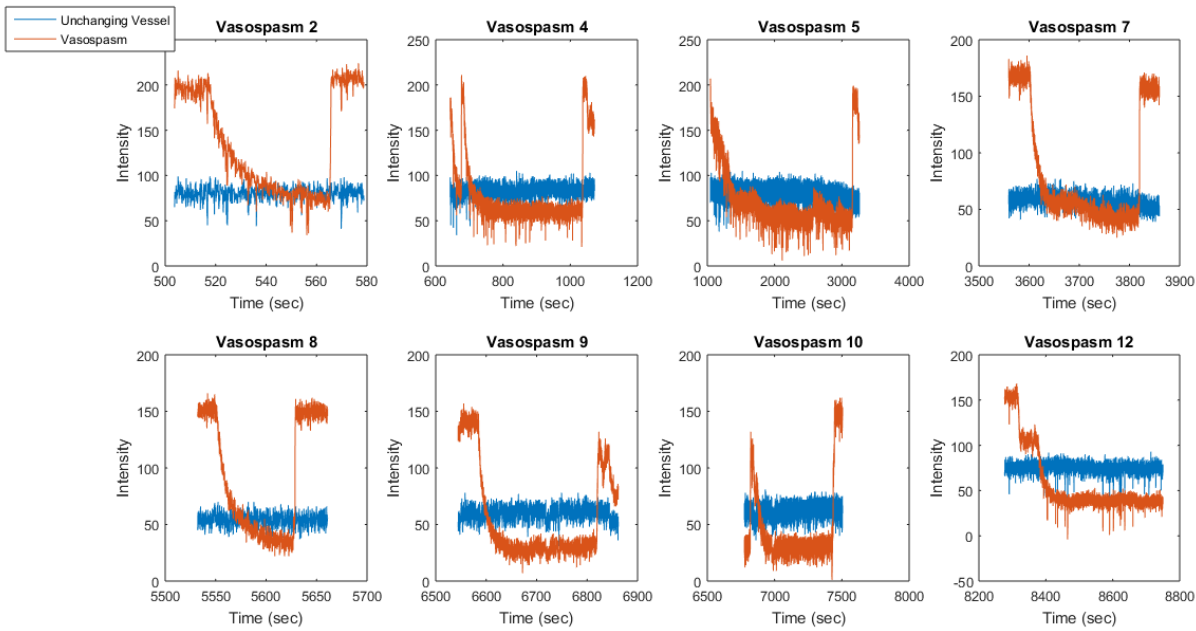 Unchanging Vessel
Vasospasm
Vasospasm 2
Vasospasm 4
Vasospasm 5
Vasospasm 7
250
200
150
100
50
0
Intensity
500 520 540 560 580
Time (sec)
250
200
150
100
50
0
Intensity
600 800 1000 1200
Time (sec)
250
200
150
100
50
0
Intensity
1000 2000 3000 4000
Time (sec)
200
150
100
50
0
Intensity
3500 3600 3700 3800 3900
Time (sec)
Vasospasm 8
Vasospasm 9
Vasospasm 10
Vasospasm 12
200
150
100
50
0
Intensity
5500 5550 5600 5650 5700
Time (sec)
200
150
100
50
0
Intensity
6500 6600 6700 6800 6900
Time (sec)
200
150
100
50
0
Intensity
6500 7000 7500 8000
Time (sec)
200
150
100
50
0
-50
Intensity
8200 8400 8600 8800
Time (sec)